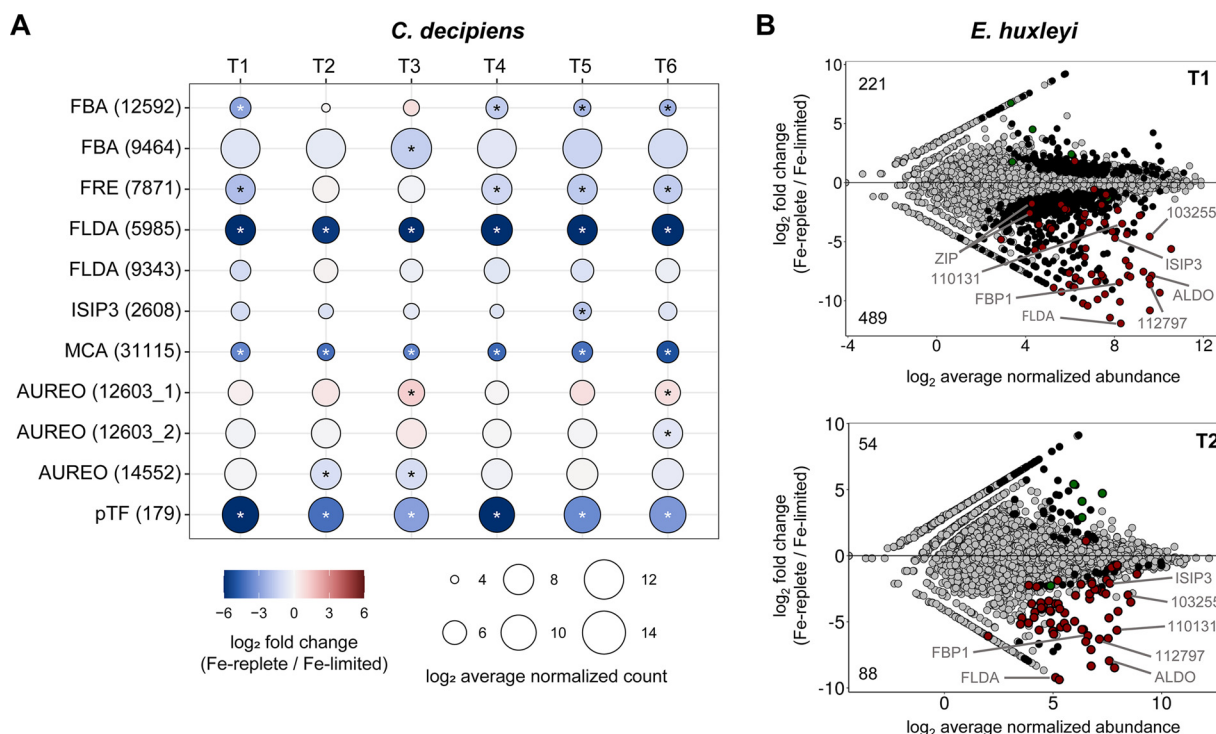 A
C. decipiens
T1 T2 T3 T4 T5 T6
FBA (12592)
FBA (9464)
FRE (7871)
FLDA (5985)
FLDA (9343)
ISIP3 (2608)
MCA (31115)
AUREO (12603_1)
AUREO (12603_2)
AUREO (14552)
pTF (179)
* * * *
*
* * * *
* * * * * *
*
* * * * * *
* *
*
* *
* * * * * *
−6 −3 0 3 6
log₂ fold change
(Fe-replete / Fe-limited)
4 8 12
6 10 14
log₂ average normalized count
B
E. huxleyi
T1
221
489
10
5
0
-5
-10
log₂ fold change
(Fe-replete / Fe-limited)
103255
ZIP
110131
ISIP3
FBP1
ALDO
FLDA
112797
-4 0 4 8 12
log₂ average normalized abundance
T2
54
88
10
5
0
-5
-10
log₂ fold change
(Fe-replete / Fe-limited)
ISIP3
103255
110131
FBP1
112797
FLDA
ALDO
0 5 10
log₂ average normalized abundance